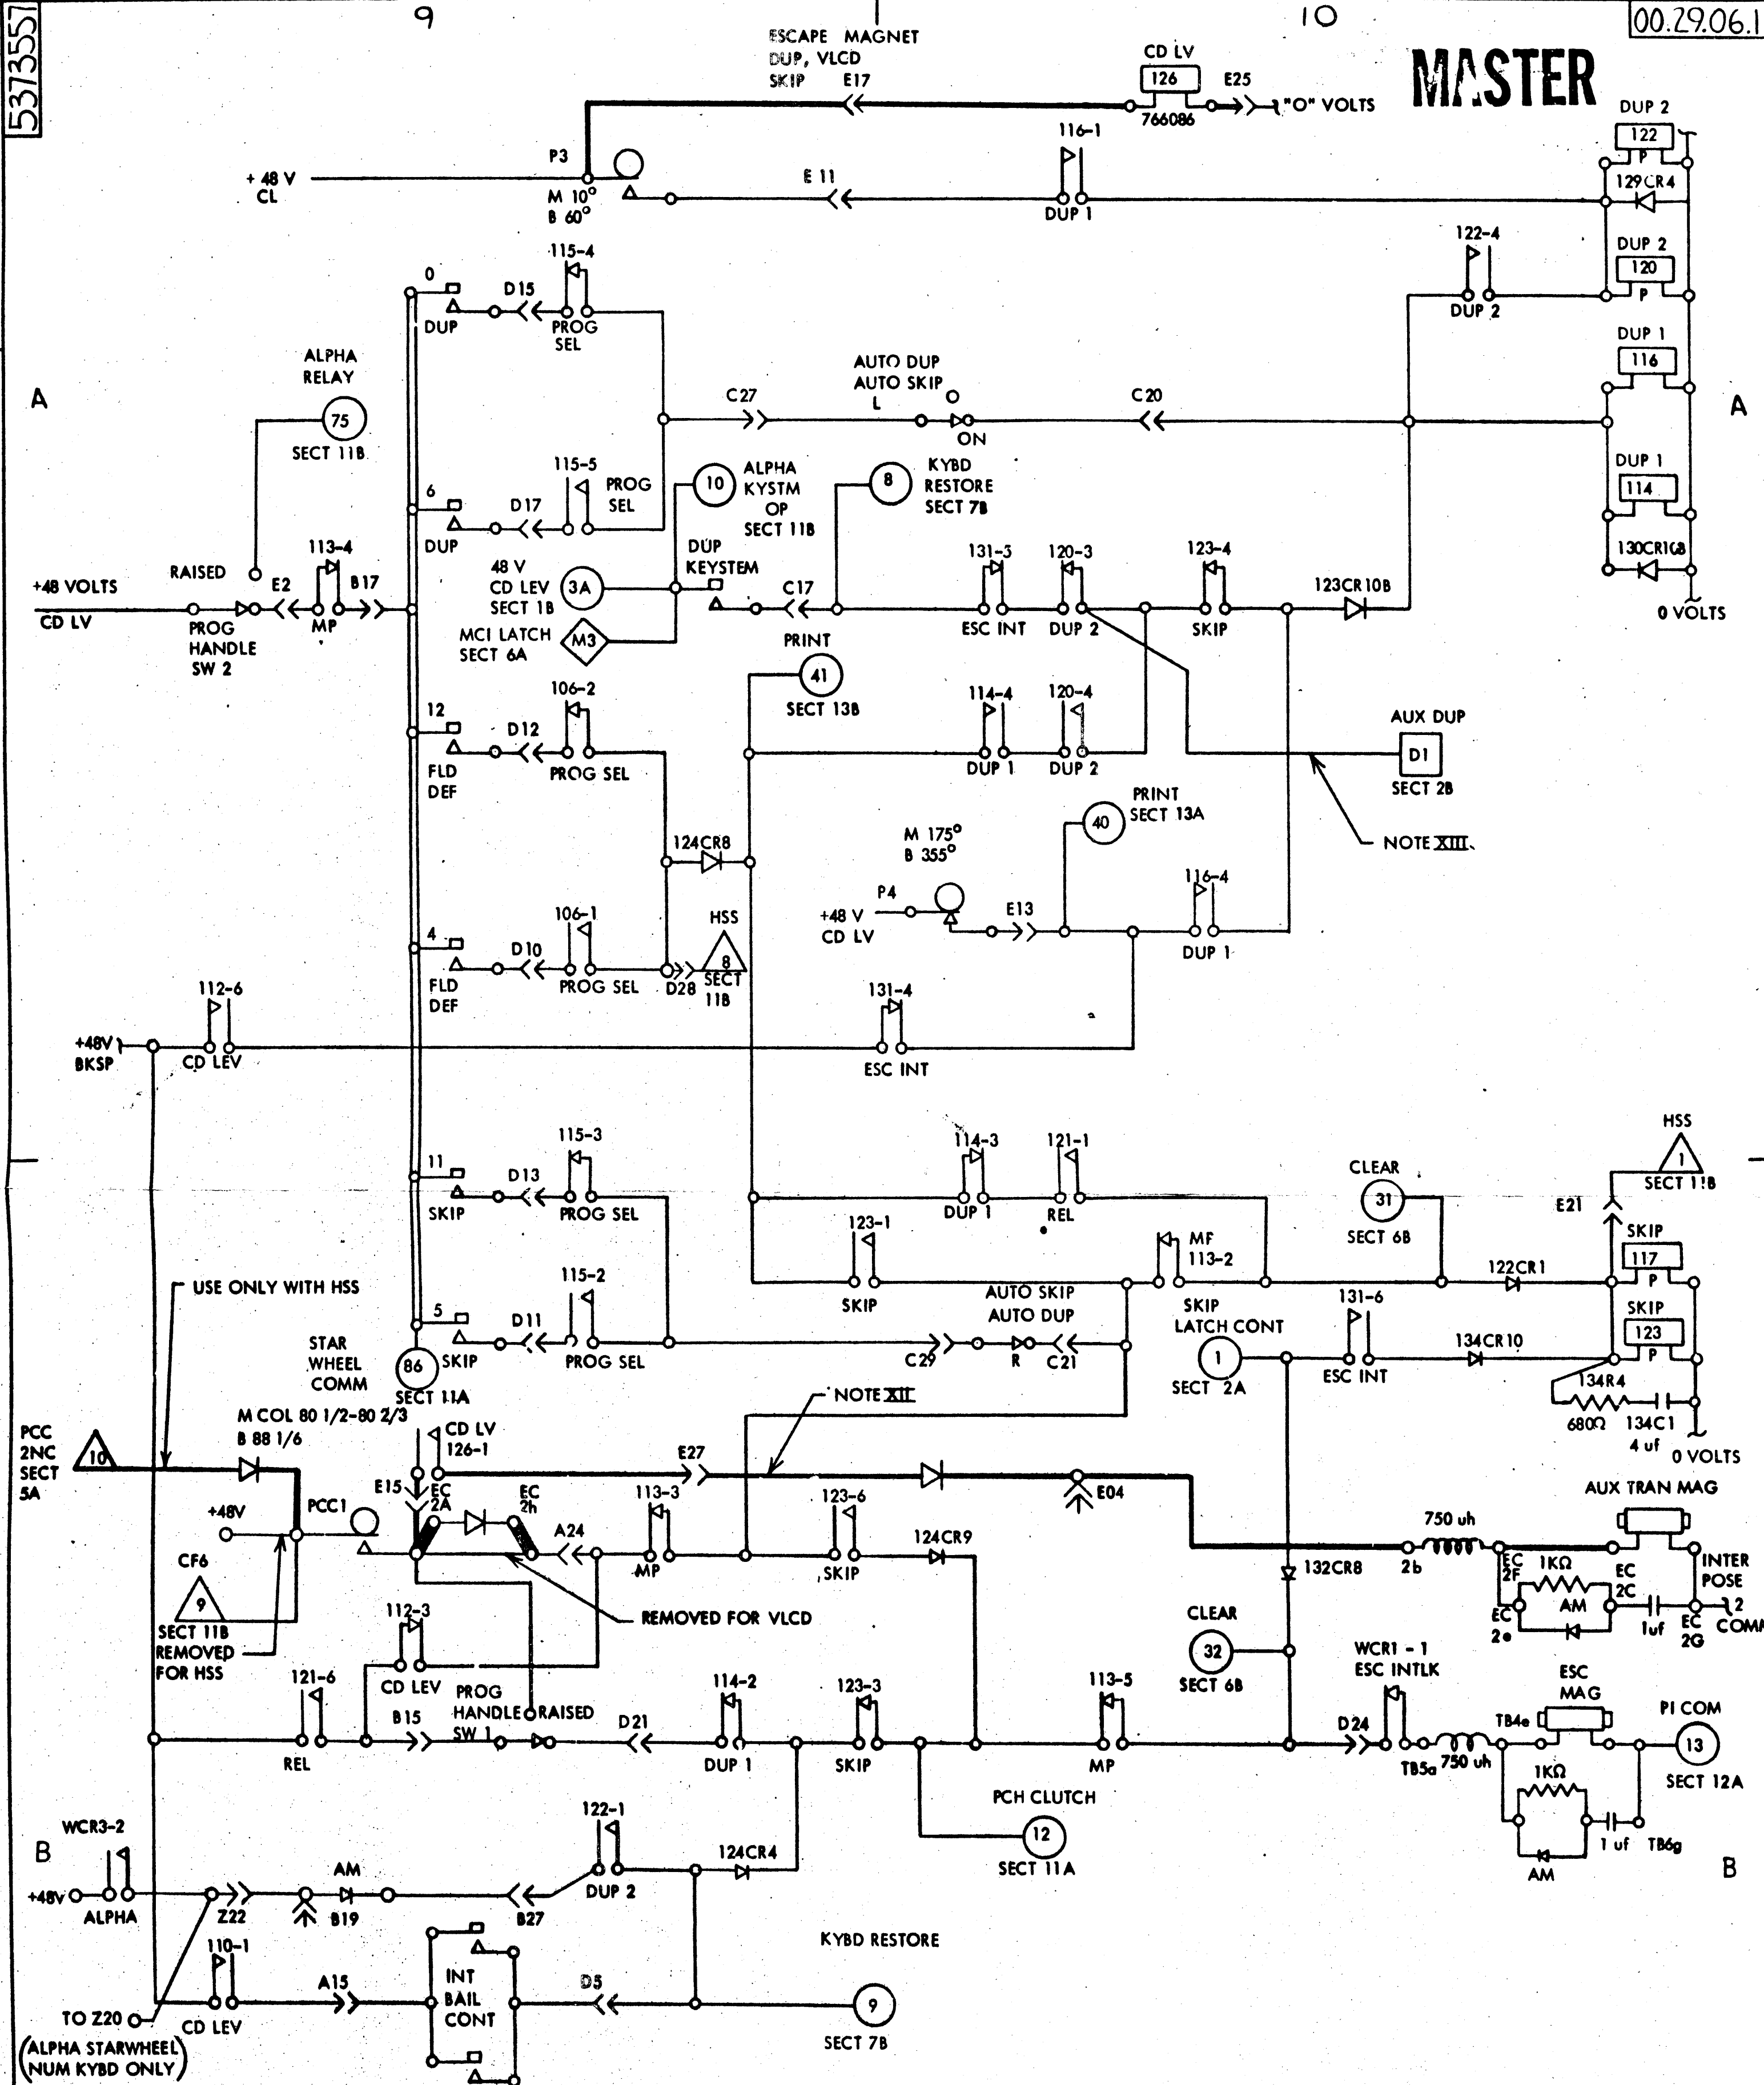 5373557
9
10
00.29.06.1
MASTER
ESCAPE MAGNET
DUP, VLCD
SKIP E17
CD LV
126
766086
E25
"O" VOLTS
DUP 2
122
P
129CR4
P3
+ 48 V
CL
M 10°
B 60°
E 11
116-1
DUP 1
122-4
DUP 2
DUP 2
120
P
DUP 1
116
DUP 1
114
130CR10B
0 VOLTS
A
A
0
DUP
D15
115-4
PROG
SEL
ALPHA
RELAY
75
SECT 11B
C27
AUTO DUP
AUTO SKIP
L
O
ON
C20
6
DUP
D17
115-5
PROG
SEL
10
ALPHA
KYSTM
OP
SECT 11B
8
KYBD
RESTORE
SECT 7B
+48 VOLTS
CD LV
RAISED
PROG
HANDLE
SW 2
E2
113-4
MP
B17
48 V
CD LEV
SECT 1B
3A
DUP
KEYSTEM
C17
MCI LATCH
SECT 6A
M3
131-5
ESC INT
120-3
DUP 2
123-4
SKIP
123CR10B
PRINT
41
SECT 13B
12
FLD
DEF
D12
106-2
PROG SEL
114-4
DUP 1
120-4
DUP 2
AUX DUP
D1
SECT 2B
NOTE XIII
124CR8
M 175°
B 355°
P4
+48 V
CD LV
E13
40
PRINT
SECT 13A
116-4
DUP 1
4
FLD
DEF
D10
106-1
PROG SEL
D28
HSS
8
SECT
11B
+48V
BKSP
112-6
CD LEV
131-4
ESC INT
11
SKIP
D13
115-3
PROG SEL
114-3
DUP 1
121-1
REL
CLEAR
31
SECT 6B
HSS
1
SECT 11B
E21
SKIP
117
P
122CR1
123-1
SKIP
MF
113-2
SKIP
LATCH CONT
1
SECT 2A
AUTO SKIP
AUTO DUP
R
C29
C21
131-6
ESC INT
134CR10
SKIP
123
P
134R4
680Ω
134C1
4 uf
0 VOLTS
USE ONLY WITH HSS
5
SKIP
D11
115-2
PROG SEL
STAR
WHEEL
COMM
86
SECT 11A
NOTE XII
PCC
2NC
SECT
5A
10
M COL 80 1/2-80 2/3
B 88 1/6
CD LV
126-1
E27
E04
E15
EC
2A
EC
2h
+48V
PCC1
A24
113-3
MP
123-6
SKIP
124CR9
CF6
9
SECT 11B
REMOVED
FOR HSS
REMOVED FOR VLCD
112-3
CD LEV
132CR8
CLEAR
32
SECT 6B
AUX TRAN MAG
750 uh
2b
EC
2F
1KΩ
AM
EC
2C
EC
2e
1uf
EC
2G
INTER
POSE
2
COMM
121-6
REL
B15
PROG
HANDLE
SW 1
RAISED
D21
114-2
DUP 1
123-3
SKIP
113-5
MP
WCR1 - 1
ESC INTLK
D24
TB5a
750 uh
TB4e
ESC
MAG
1KΩ
AM
1 uf
TB6g
PI COM
13
SECT 12A
PCH CLUTCH
12
SECT 11A
B
B
WCR3-2
+48V
ALPHA
Z22
AM
B19
B27
122-1
DUP 2
124CR4
110-1
CD LEV
A15
INT
BAIL
CONT
D5
KYBD RESTORE
9
SECT 7B
TO Z20
(ALPHA STARWHEEL
NUM KYBD ONLY)